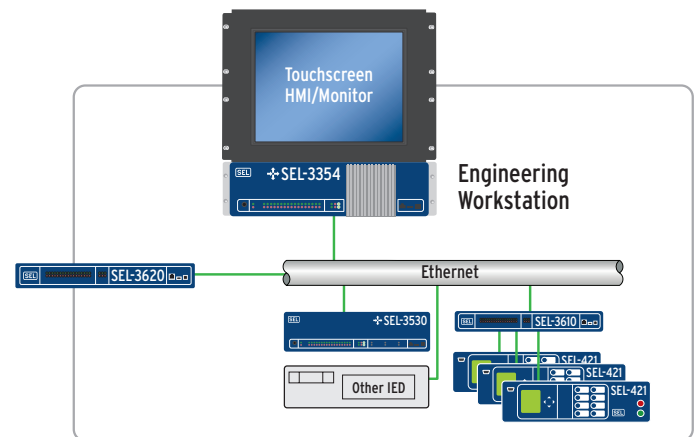 Touchscreen
HMI/Monitor
SEL
SEL-3354
Engineering
Workstation
Ethernet
SEL
SEL-3620
SEL
SEL-3530
SEL
SEL-3610
Other IED
SEL-421
SEL-421
SEL-421
SEL